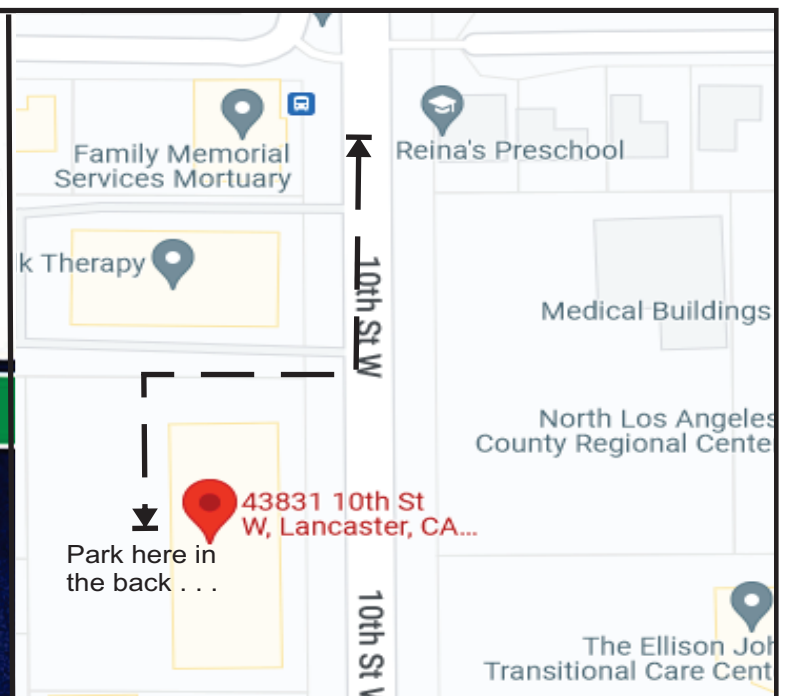 Family Memorial
Services Mortuary
Reina's Preschool
k Therapy
10th St W
Medical Buildings
North Los Angeles
County Regional Cente
43831 10th St
W, Lancaster, CA...
Park here in
the back . . .
10th St W
The Ellison Joh
Transitional Care Cent